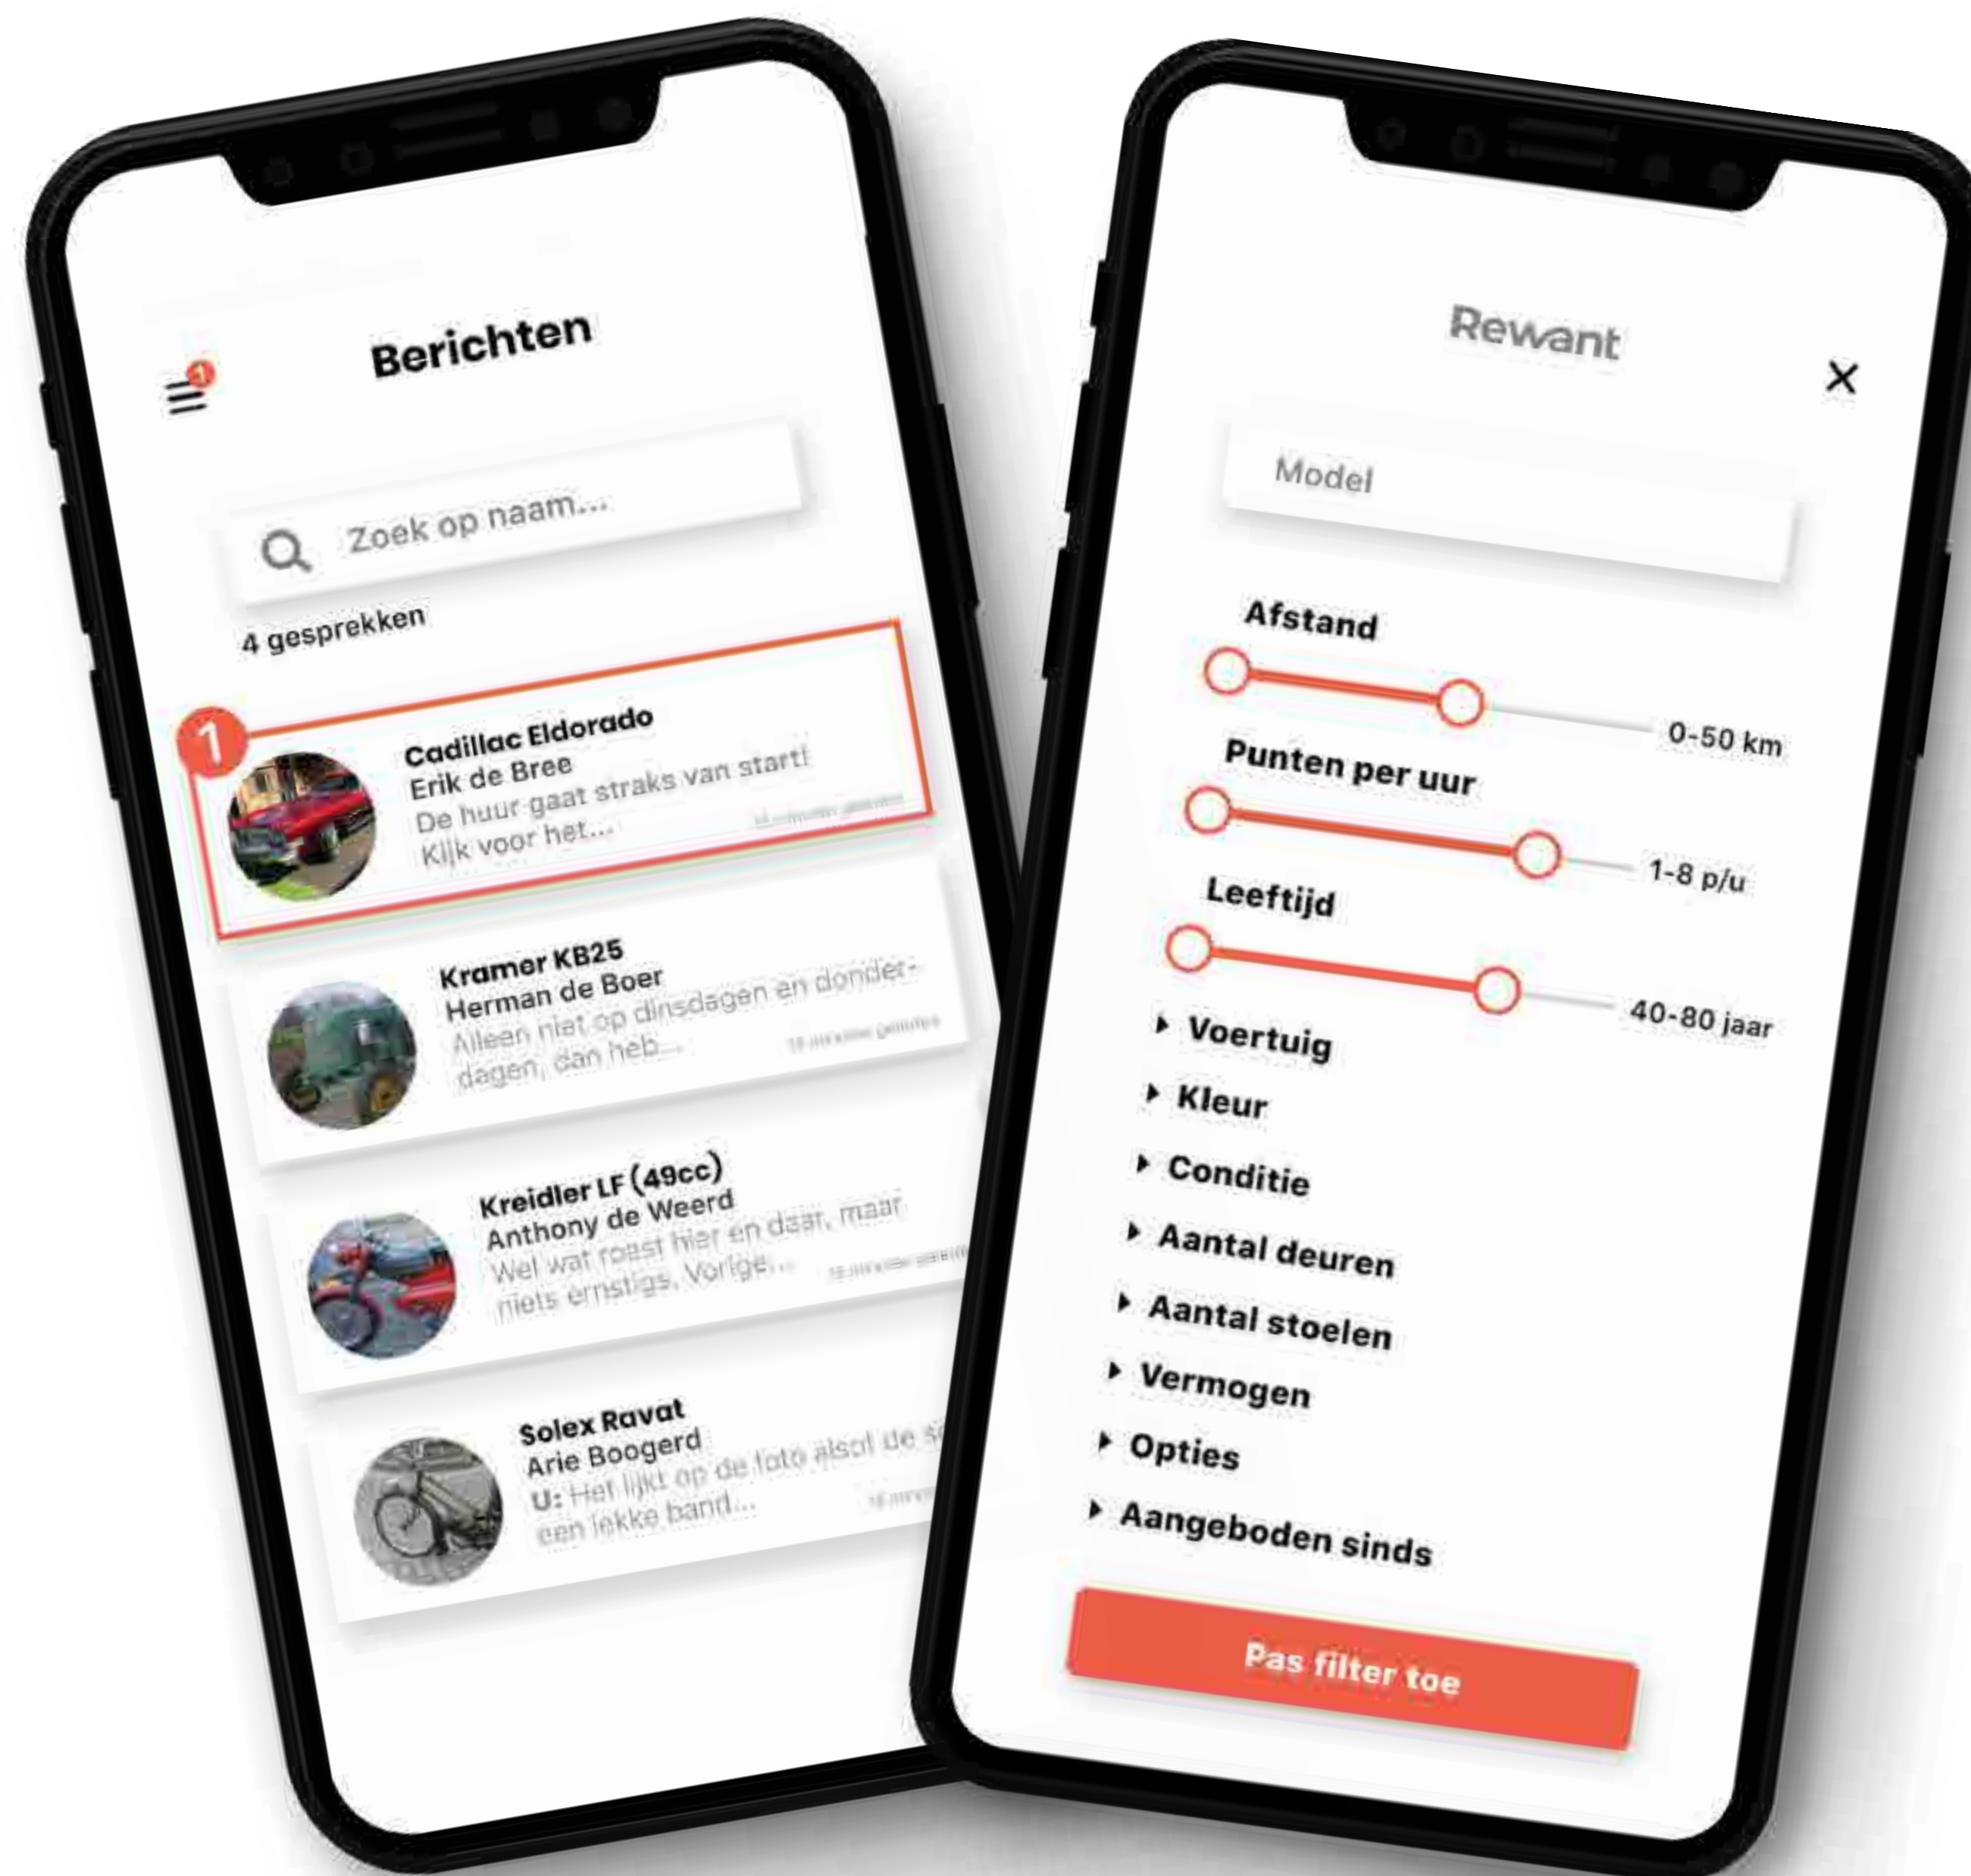 Berichten
1
Zoek op naam...
4 gesprekken
1
Cadillac Eldorado
Erik de Bree
De huur gaat straks van start!
Kijk voor het...
Kramer KB25
Herman de Boer
Alleen niet op dinsdagen en donder-
dagen, dan heb...
Kreidler LF (49cc)
Anthony de Weerd
Wel wat roest hier en daar, maar
niets ernstigs. Vorige...
Solex Ravat
Arie Boogerd
U: Het lijkt op de foto alsof de
een lekke band...
Rewant
Model
Afstand
0-50 km
Punten per uur
1-8 p/u
Leeftijd
40-80 jaar
Voertuig
Kleur
Conditie
Aantal deuren
Aantal stoelen
Vermogen
Opties
Aangeboden sinds
Pas filter toe